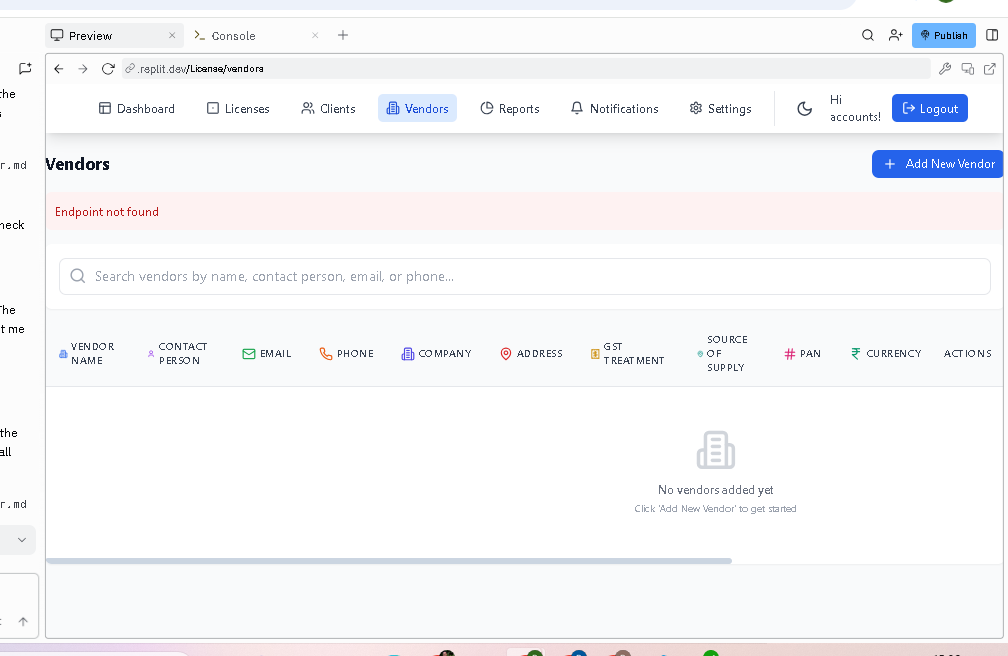 Preview
Console
Publish
.replit.dev/License/vendors
the
s
r.md
heck
The
t me
the
all
r.md
Dashboard
Licenses
Clients
Vendors
Reports
Notifications
Settings
Hi
accounts!
Logout
Vendors
Add New Vendor
Endpoint not found
Search vendors by name, contact person, email, or phone...
VENDOR
NAME
CONTACT
PERSON
EMAIL
PHONE
COMPANY
ADDRESS
GST
TREATMENT
SOURCE
OF
SUPPLY
PAN
CURRENCY
ACTIONS
No vendors added yet
Click 'Add New Vendor' to get started